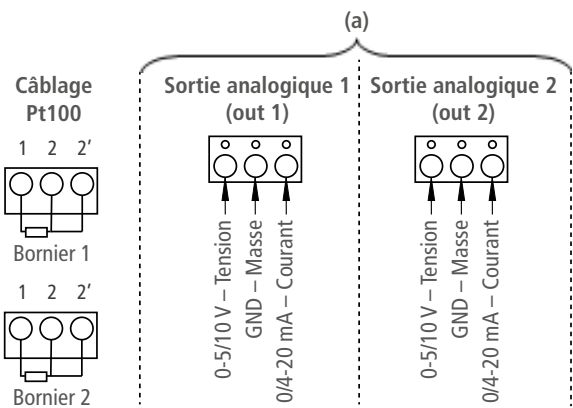 (a)
Câblage
Pt100
1 2 2’
Bornier 1
1 2 2’
Bornier 2
Sortie analogique 1
(out 1)
0-5/10 V – Tension
GND – Masse
0/4-20 mA – Courant
Sortie analogique 2
(out 2)
0-5/10 V – Tension
GND – Masse
0/4-20 mA – Courant